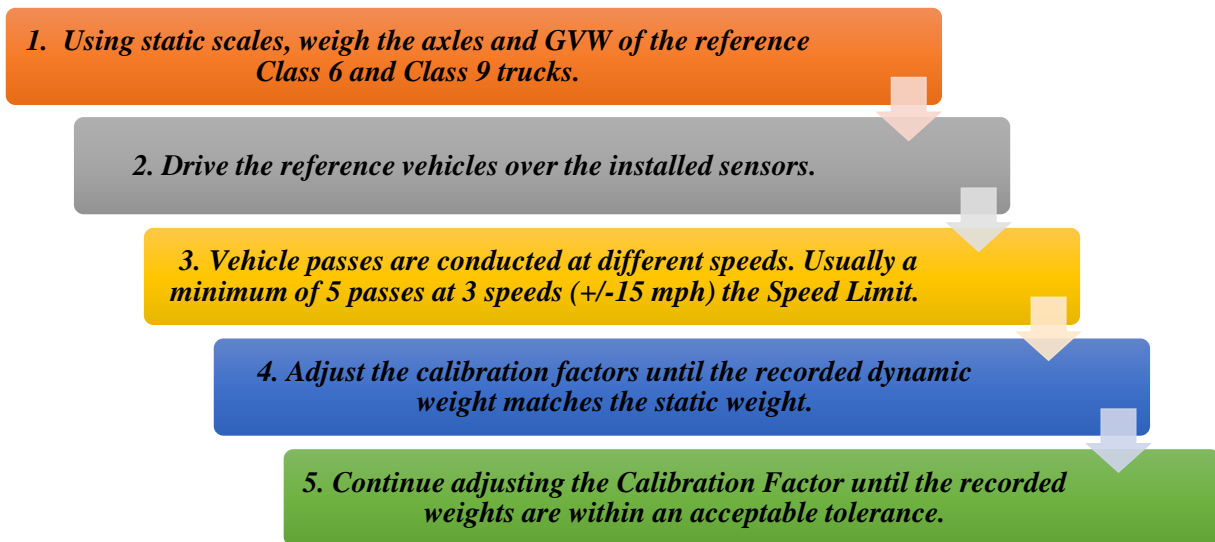 1. Using static scales, weigh the axles and GVW of the reference
Class 6 and Class 9 trucks.
2. Drive the reference vehicles over the installed sensors.
3. Vehicle passes are conducted at different speeds. Usually a
minimum of 5 passes at 3 speeds (+/-15 mph) the Speed Limit.
4. Adjust the calibration factors until the recorded dynamic
weight matches the static weight.
5. Continue adjusting the Calibration Factor until the recorded
weights are within an acceptable tolerance.